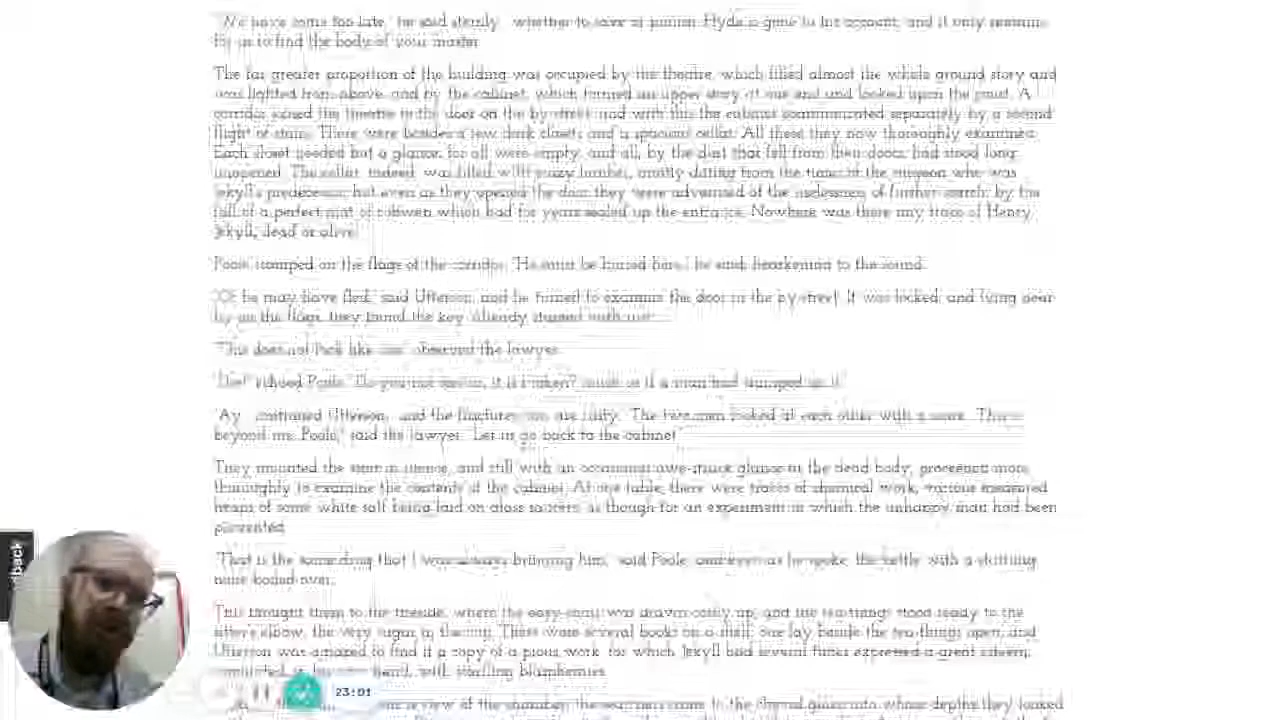 "We have come too late," he said sternly, "whether to save or punish. Hyde is gone to his account; and it only remains
for us to find the body of your master."
The far greater proportion of the building was occupied by the theatre, which filled almost the whole ground story and
was lighted from above, and by the cabinet, which formed an upper story at one end and looked upon the court. A
corridor joined the theatre to the door on the by-street; and with this the cabinet communicated separately by a second
flight of stairs. There were besides a few dark closets and a spacious cellar. All these they now thoroughly examined.
Each closet needed but a glance, for all were empty, and all, by the dust that fell from their doors, had stood long
unopened. The cellar, indeed, was filled with crazy lumber, mostly dating from the times of the surgeon who was
Jekyll's predecessor; but even as they opened the door they were advertised of the uselessness of further search, by the
fall of a perfect mat of cobweb which had for years sealed up the entrance. Nowhere was there any trace of Henry
Jekyll, dead or alive.
Poole stamped on the flags of the corridor. "He must be buried here," he said, hearkening to the sound.
"Or he may have fled," said Utterson, and he turned to examine the door in the by-street. It was locked; and lying near
by on the flags, they found the key, already stained with rust.
"This does not look like use," observed the lawyer.
"Use!" echoed Poole. "Do you not see, sir, it is broken? much as if a man had stamped on it."
"Ay," continued Utterson, "and the fractures, too, are rusty." The two men looked at each other with a scare. "This is
beyond me, Poole," said the lawyer. "Let us go back to the cabinet."
They mounted the stair in silence, and still with an occasional awe-struck glance at the dead body, proceeded more
thoroughly to examine the contents of the cabinet. At one table, there were traces of chemical work, various measured
heaps of some white salt being laid on glass saucers, as though for an experiment in which the unhappy man had been
prevented.
"That is the same drug that I was always bringing him," said Poole; and even as he spoke, the kettle with a startling
noise boiled over.
This brought them to the fireside, where the easy-chair was drawn cosily up, and the tea-things stood ready to the
sitter's elbow, the very sugar in the cup. There were several books on a shelf; one lay beside the tea-things open, and
Utterson was amazed to find it a copy of a pious work, for which Jekyll had several times expressed a great esteem,
hand, with startling blasphemies.
review of the chamber, the searchers came to the cheval-glass, into whose depths they looked
back
23:01